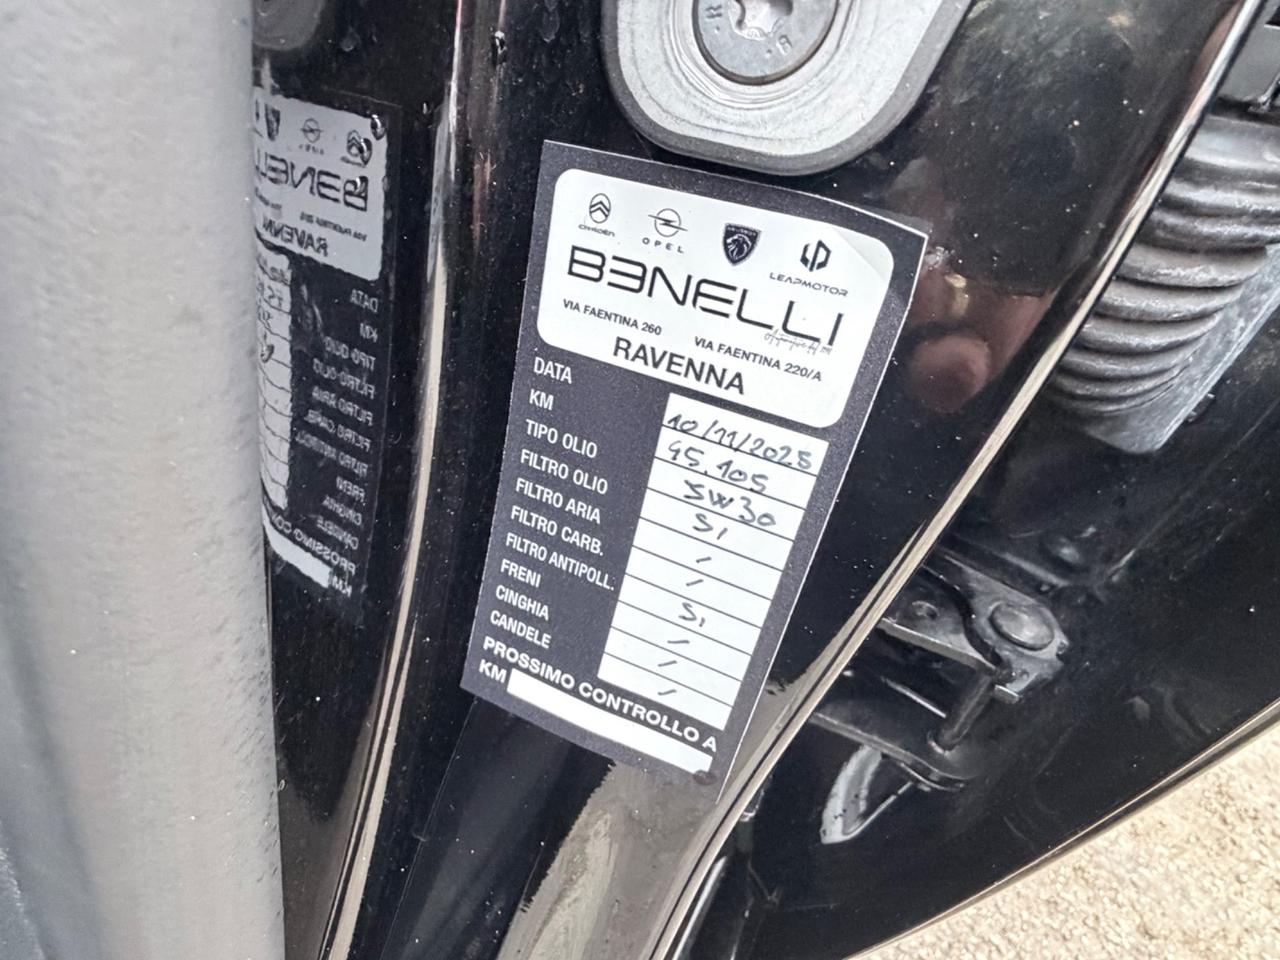 CITROËN OPEL PEUGEOT LEAPMOTOR
BENELLI
VIA FAENTINA 260 VIA FAENTINA 220/A
RAVENNA
DATA 10/11/2025
KM 95.105
TIPO OLIO 5W30
FILTRO OLIO SI
FILTRO ARIA /
FILTRO CARB. /
FILTRO ANTIPOLL. SI
FRENI /
CINGHIA /
CANDELE /
PROSSIMO CONTROLLO A
KM